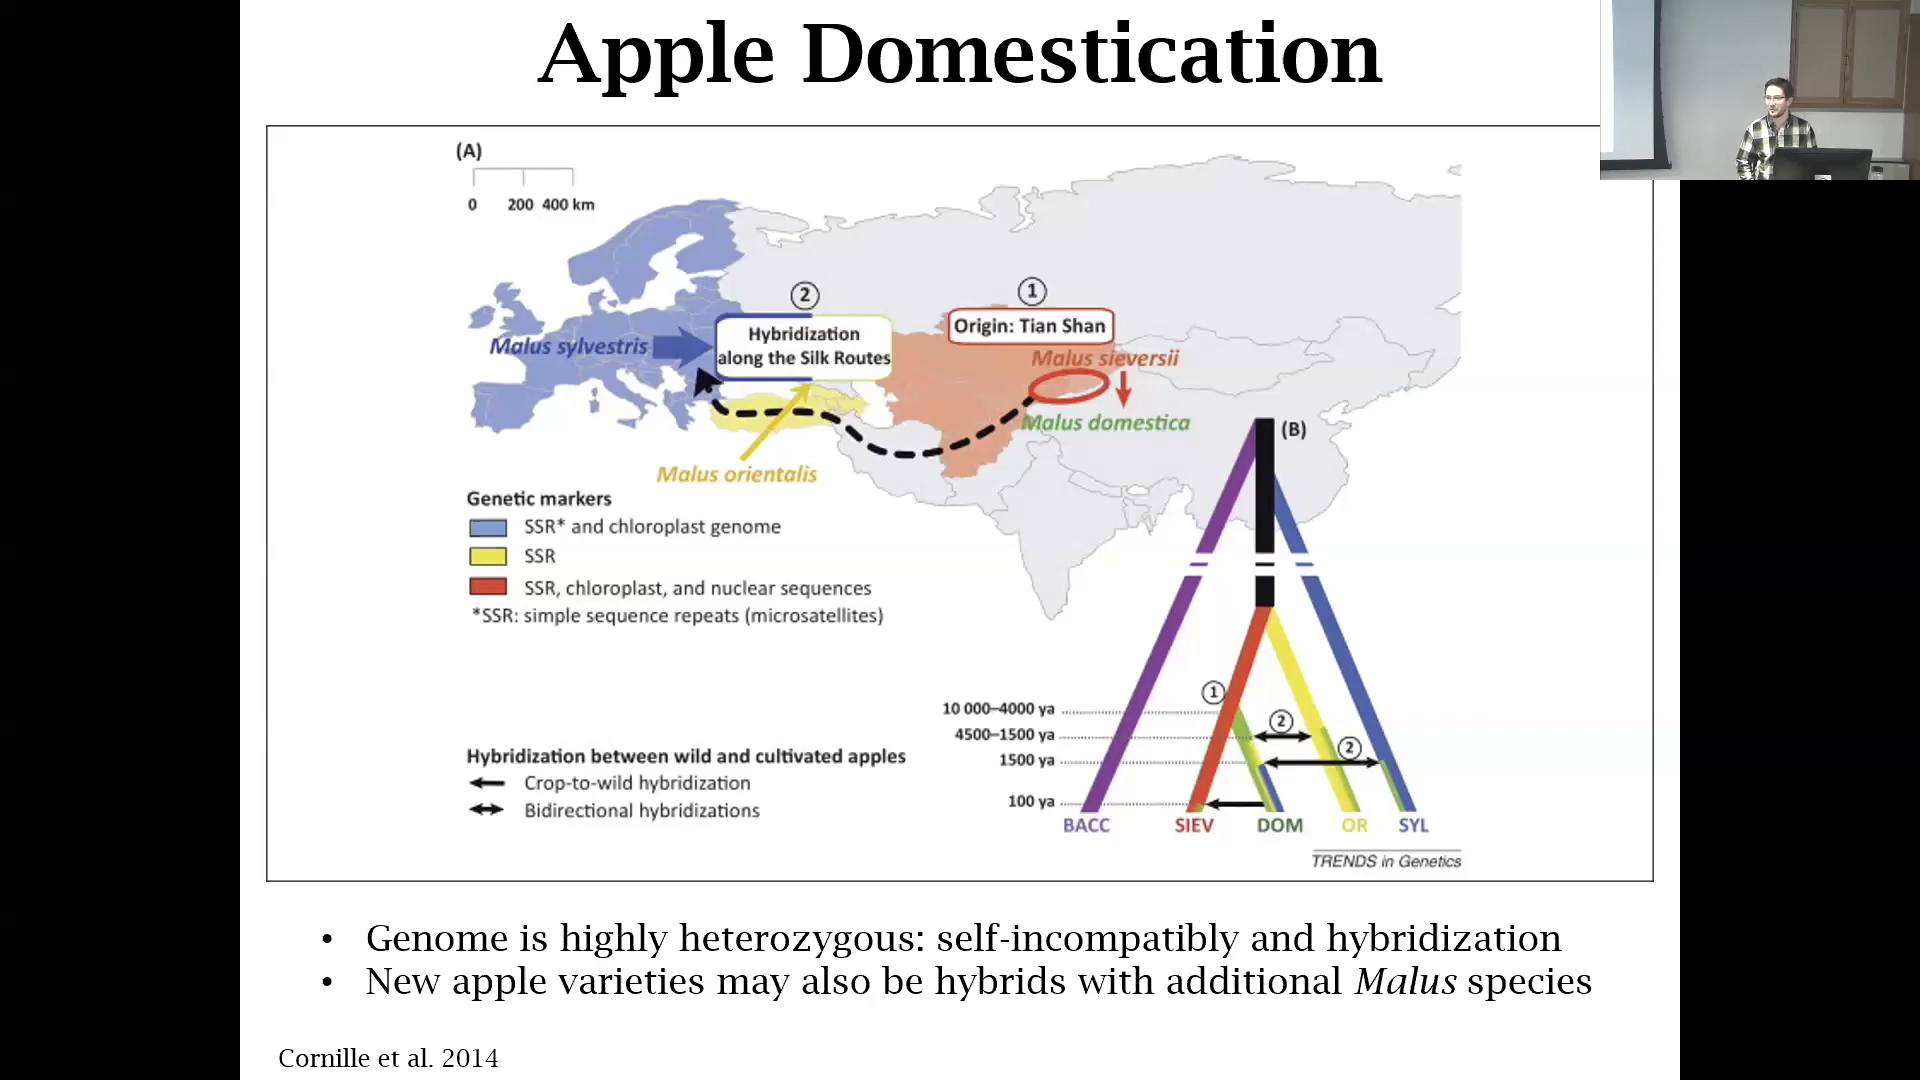 Apple Domestication
(A)
0 200 400 km
2
1
Hybridization
along the Silk Routes
Origin: Tian Shan
Malus sylvestris
Malus sieversii
Malus domestica
Malus orientalis
(B)
Genetic markers
SSR* and chloroplast genome
SSR
SSR, chloroplast, and nuclear sequences
*SSR: simple sequence repeats (microsatellites)
Hybridization between wild and cultivated apples
Crop-to-wild hybridization
Bidirectional hybridizations
1
10 000–4000 ya
2
4500–1500 ya
2
1500 ya
100 ya
BACC SIEV DOM OR SYL
TRENDS in Genetics
• Genome is highly heterozygous: self-incompatibly and hybridization
• New apple varieties may also be hybrids with additional Malus species
Cornille et al. 2014